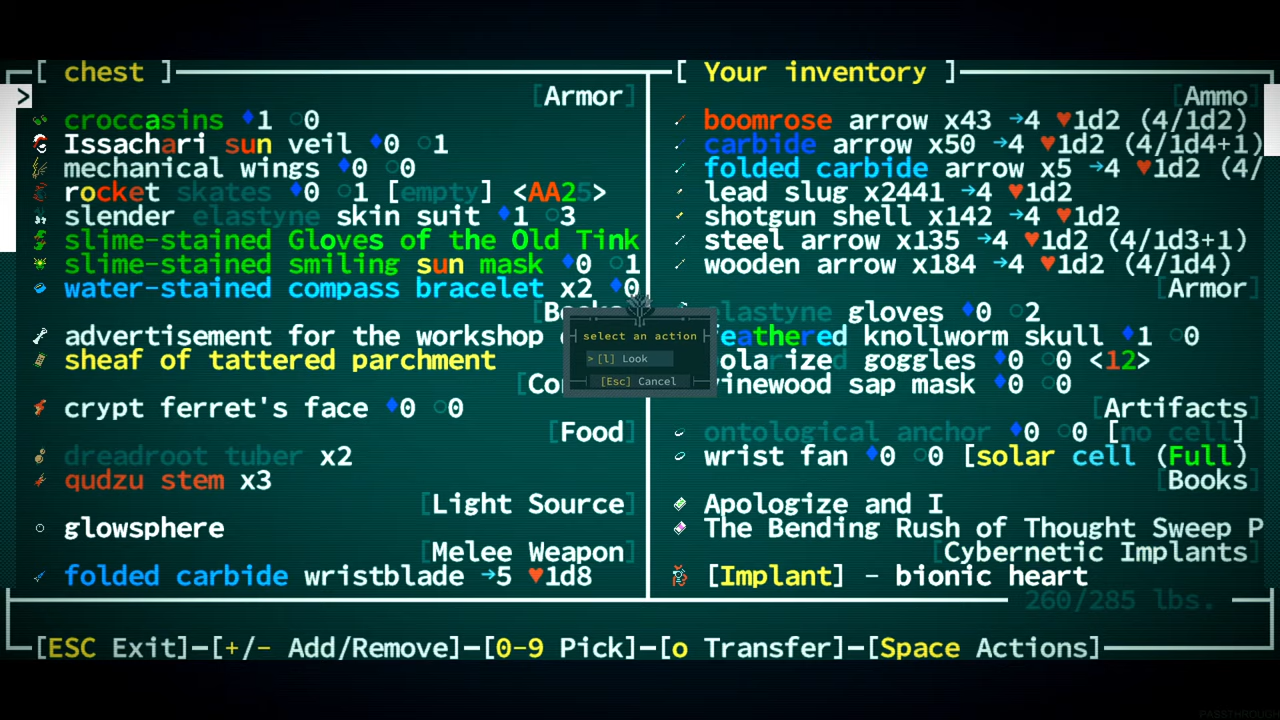 [ chest ]
>
[Armor]
croccasins ♦1 ○0
Issachari sun veil ♦0 ○1
mechanical wings ♦0 ○0
rocket skates ♦0 ○1 [empty] <AA25>
slender elastyne skin suit ♦1 ○3
slime-stained Gloves of the Old Tink
slime-stained smiling sun mask ♦0 ○1
water-stained compass bracelet x2 ♦0
advertisement for the workshop
sheaf of tattered parchment
crypt ferret's face ♦0 ○0
[Food]
dreadroot tuber x2
qudzu stem x3
[Light Source]
glowsphere
[Melee Weapon]
folded carbide wristblade →5 ♥1d8
[ Your inventory ]
[Ammo
boomrose arrow x43 →4 ♥1d2 (4/1d2)
carbide arrow x50 →4 ♥1d2 (4/1d4+1)
folded carbide arrow x5 →4 ♥1d2 (4/
lead slug x2441 →4 ♥1d2
shotgun shell x142 →4 ♥1d2
steel arrow x135 →4 ♥1d2 (4/1d3+1)
wooden arrow x184 →4 ♥1d2 (4/1d4)
[Armor]
elastyne gloves ♦0 ○2
feathered knollworm skull ♦1 ○0
olarized goggles ♦0 ○0 <12>
vinewood sap mask ♦0 ○0
[Artifacts]
ontological anchor ♦0 ○0 [no cell]
wrist fan ♦0 ○0 [solar cell (Full)
[Books
Apologize and I
The Bending Rush of Thought Sweep P
[Cybernetic Implants]
[Implant] - bionic heart
260/285 lbs.
select an action
> [l] Look
[Esc] Cancel
[ESC Exit]-[+/- Add/Remove]-[0-9 Pick]-[o Transfer]-[Space Actions]